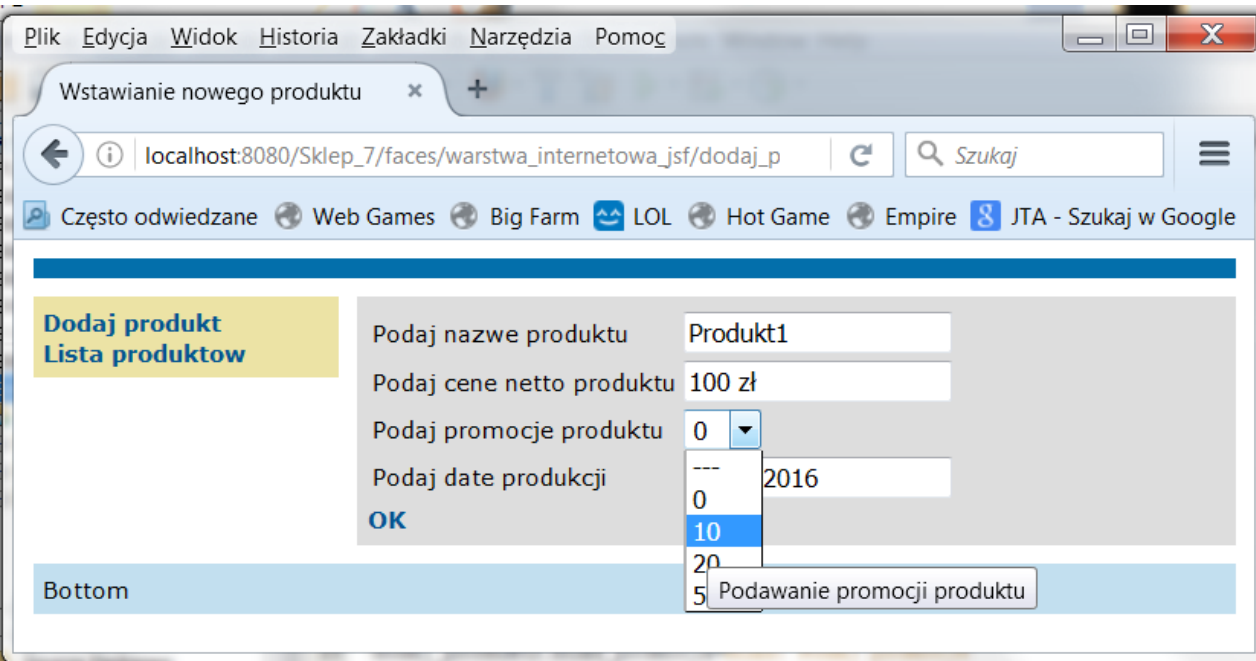 Plik Edycja Widok Historia Zakładki Narzędzia Pomoc
Wstawianie nowego produktu
localhost:8080/Sklep_7/faces/warstwa_internetowa_jsf/dodaj_p
Szukaj
Często odwiedzane Web Games Big Farm LOL Hot Game Empire 8 JTA - Szukaj w Google
Dodaj produkt
Lista produktow
Podaj nazwe produktu Produkt1
Podaj cene netto produktu 100 zł
Podaj promocje produktu 0
Podaj date produkcji 2016
---
0
10
20
5
OK
Podawanie promocji produktu
Bottom